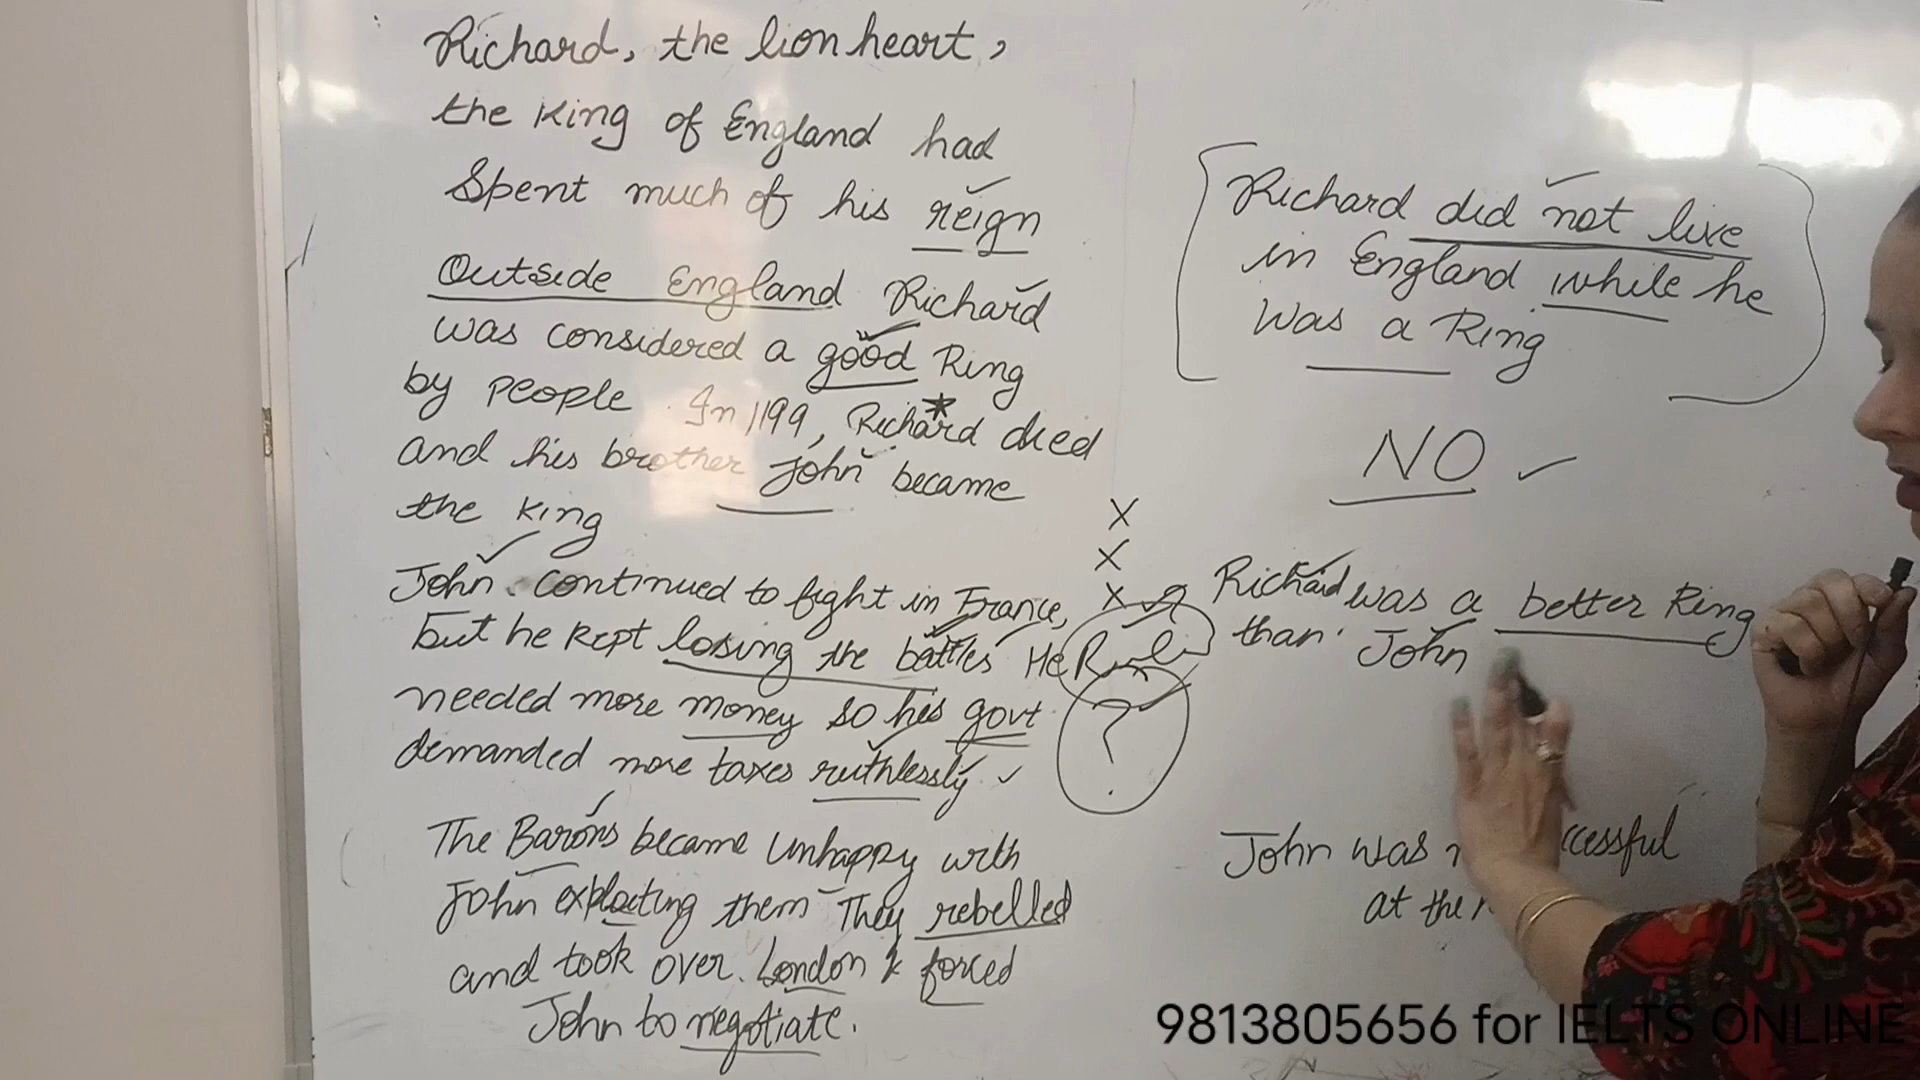 Richard, the lion heart,
the King of England had
Spent much of his reign
Outside England Richard
was considered a good King
by people. In 1199, Richard died
and his brother John became
the King
John continued to fight in France,
but he kept losing the battles He
needed more money so his govt
demanded more taxes ruthlessly
The Barons became unhappy with
John exploiting them They rebelled
and took over London & forced
John to negotiate.
Richard did not live
in England while he
was a King
NO
X
X
X
?
Richard was a better King
than John
John was
at the
9813805656 for IELTS ONLINE